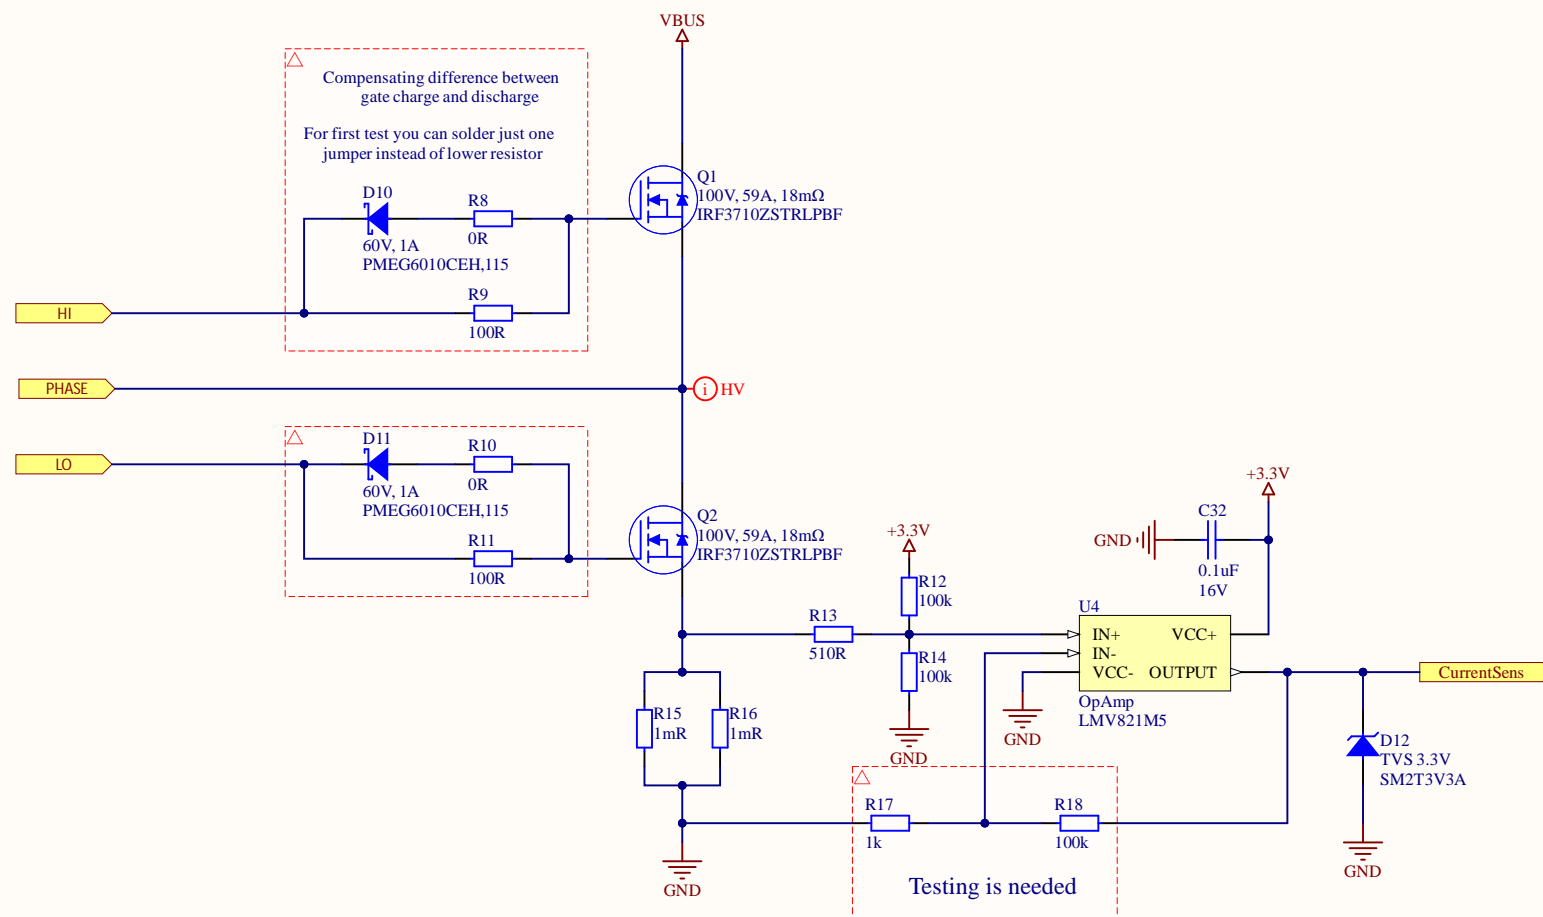 VBUS
Compensating difference between
gate charge and discharge
For first test you can solder just one
jumper instead of lower resistor
D10
60V, 1A
PMEG6010CEH,115
R8
0R
R9
100R
Q1
100V, 59A, 18mΩ
IRF3710ZSTRLPBF
HI
PHASE
i HV
LO
D11
60V, 1A
PMEG6010CEH,115
R10
0R
R11
100R
Q2
100V, 59A, 18mΩ
IRF3710ZSTRLPBF
+3.3V
R12
100k
R13
510R
R14
100k
GND
R15
1mR
R16
1mR
GND
+3.3V
C32
GND
0.1uF
16V
U4
IN+ VCC+
IN-
VCC- OUTPUT
OpAmp
LMV821M5
GND
CurrentSens
D12
TVS 3.3V
SM2T3V3A
GND
R17
1k
R18
100k
Testing is needed